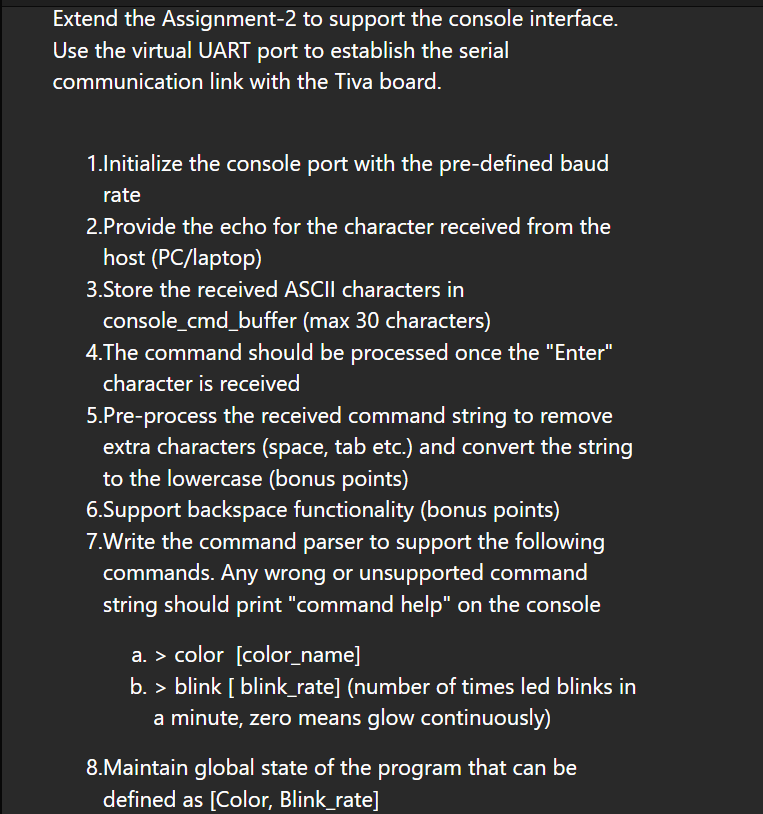 Extend the Assignment-2 to support the console interface.
Use the virtual UART port to establish the serial
communication link with the Tiva board.
1.Initialize the console port with the pre-defined baud
rate
2.Provide the echo for the character received from the
host (PC/laptop)
3.Store the received ASCII characters in
console_cmd_buffer (max 30 characters)
4.The command should be processed once the "Enter"
character is received
5.Pre-process the received command string to remove
extra characters (space, tab etc.) and convert the string
to the lowercase (bonus points)
6.Support backspace functionality (bonus points)
7.Write the command parser to support the following
commands. Any wrong or unsupported command
string should print "command help" on the console
a. > color  [color_name]
b. > blink [ blink_rate] (number of times led blinks in
a minute, zero means glow continuously)
8.Maintain global state of the program that can be
defined as [Color, Blink_rate]